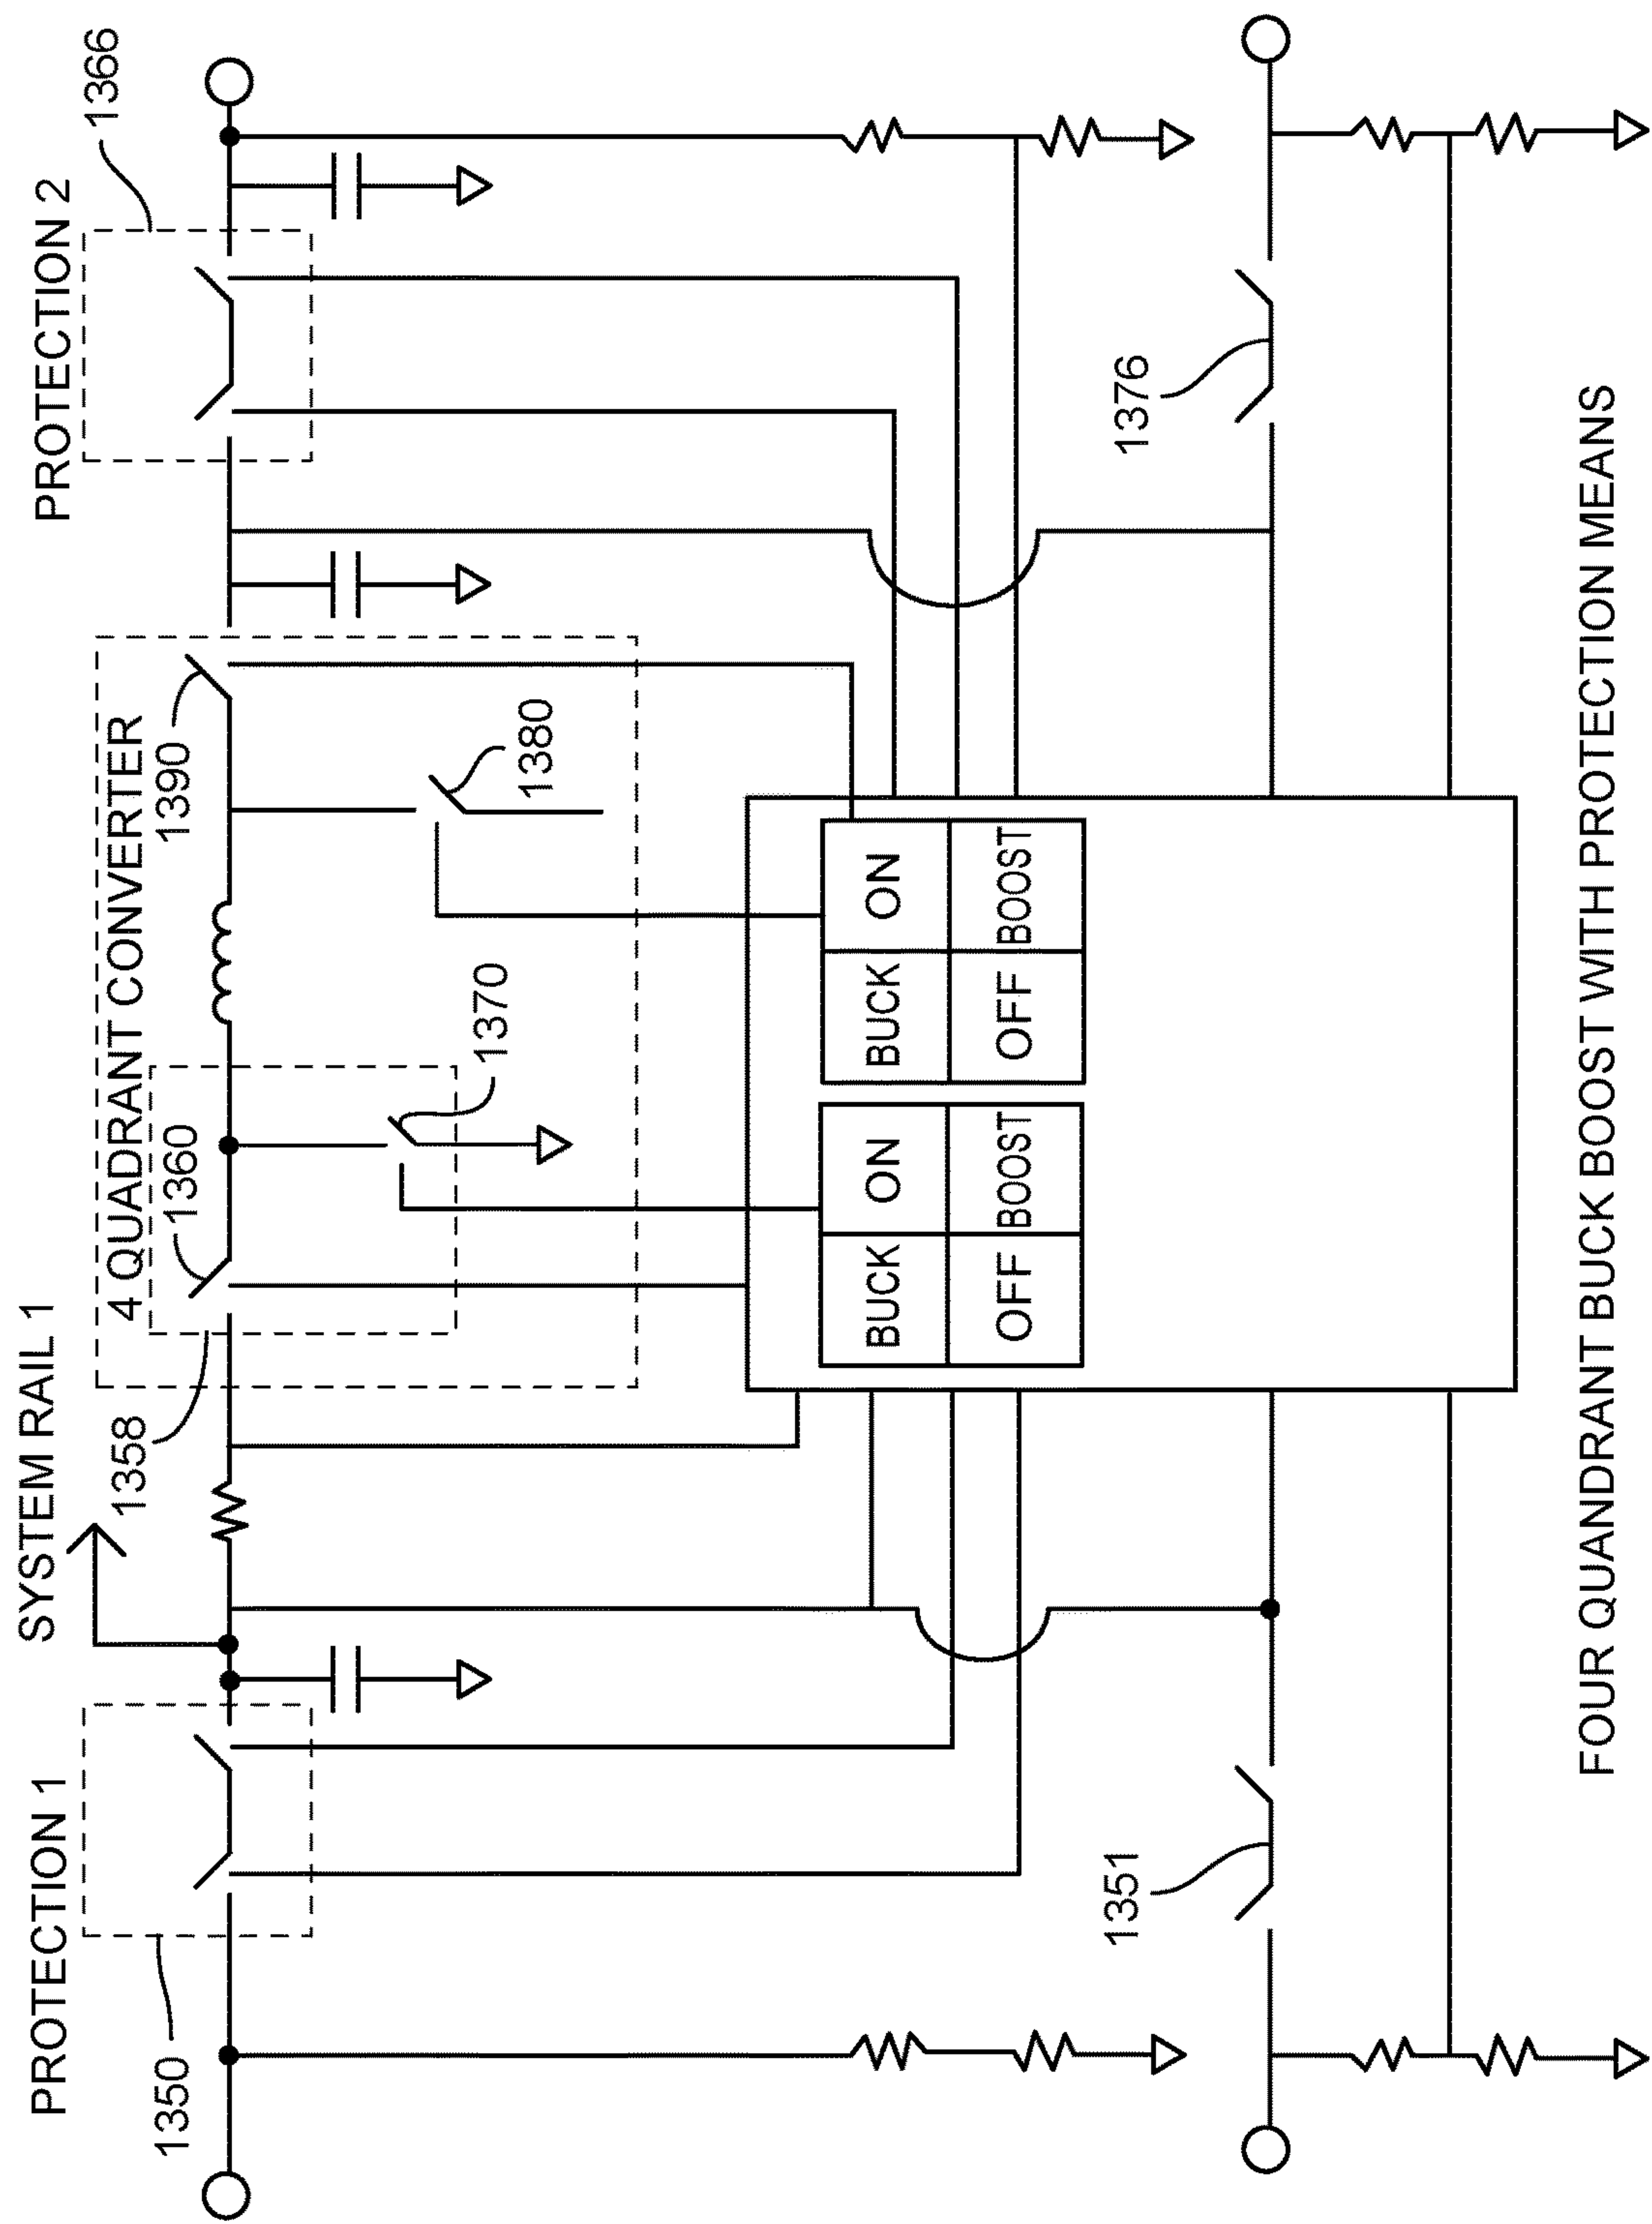 SYSTEM RAIL 1
PROTECTION 1
PROTECTION 2
1350
1358
4 QUADRANT CONVERTER
1360
1390
1366
1370
1380
BUCK ON
OFF BOOST
BUCK ON
OFF BOOST
1351
1376
FOUR QUANDRANT BUCK BOOST WITH PROTECTION MEANS